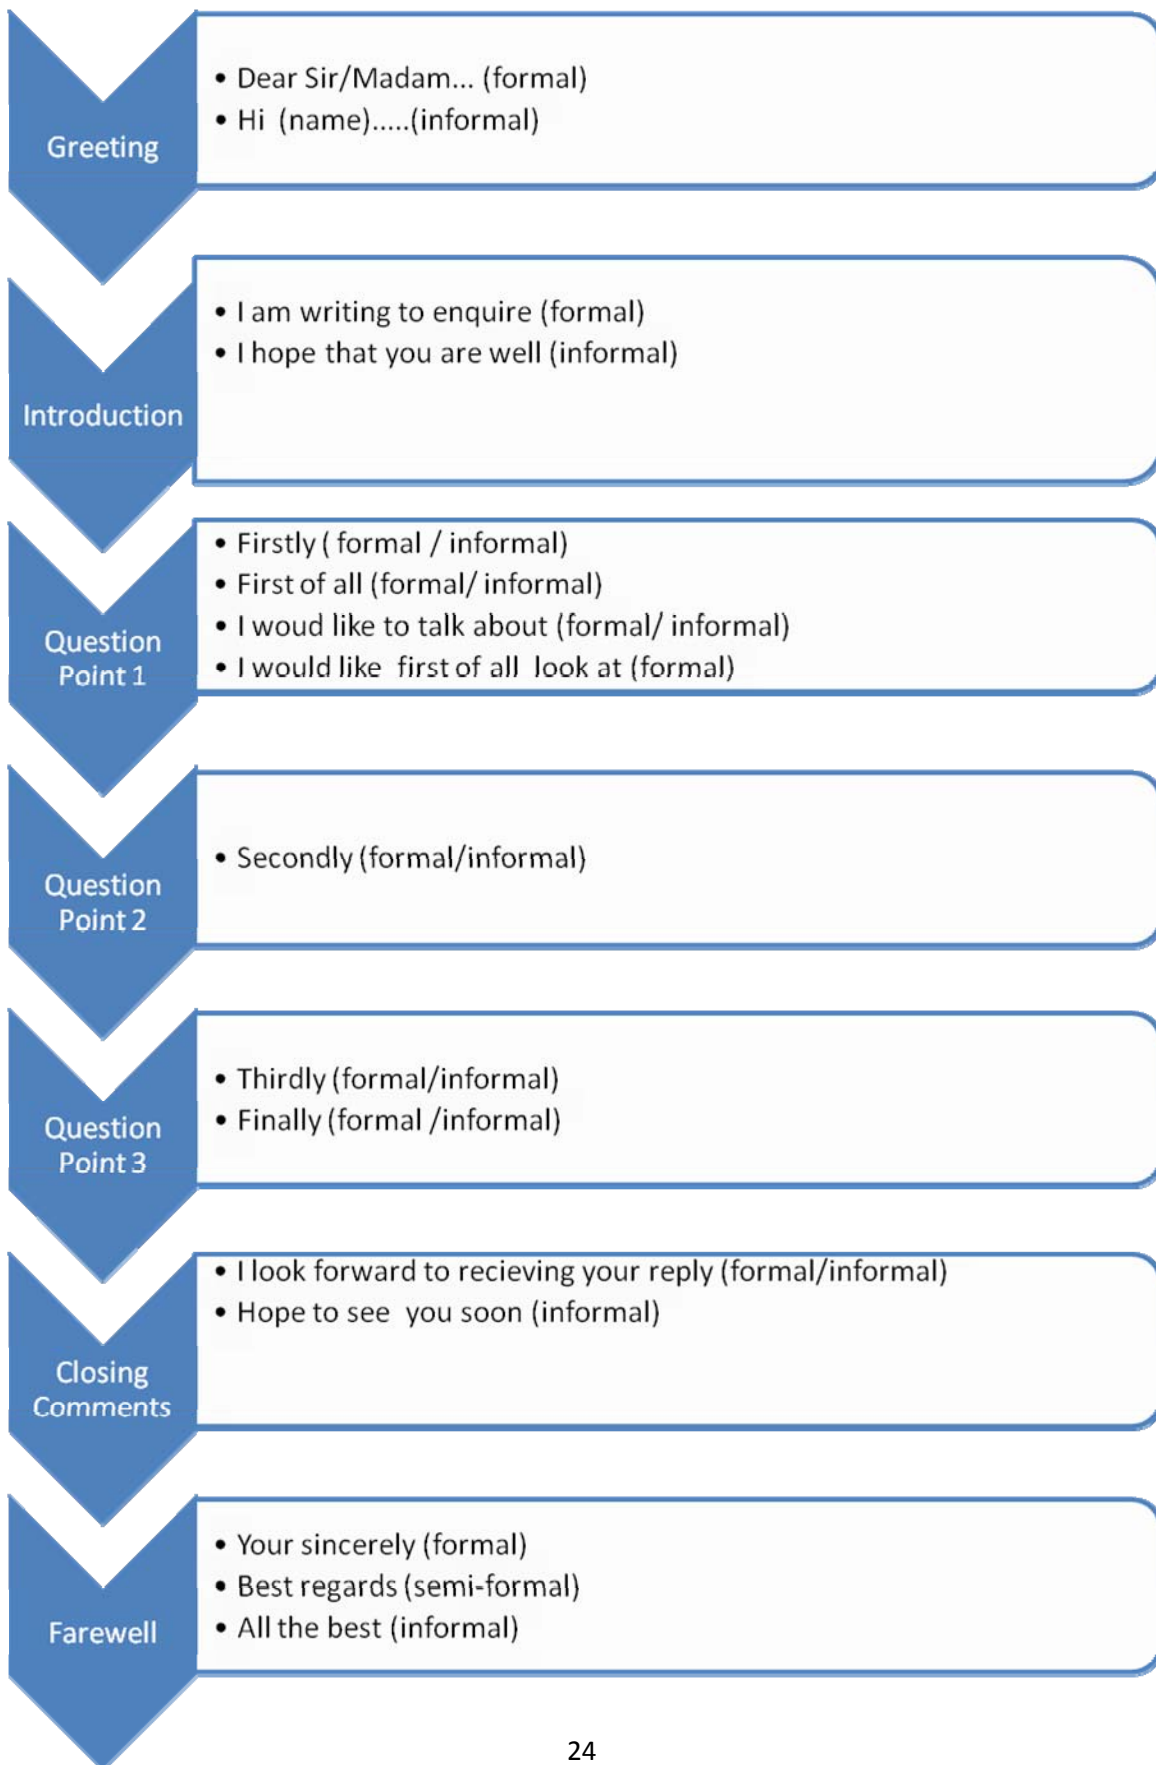 Greeting
• Dear Sir/Madam... (formal)
• Hi (name).....(informal)
Introduction
• I am writing to enquire (formal)
• I hope that you are well (informal)
Question
Point 1
• Firstly ( formal / informal)
• First of all (formal/ informal)
• I woud like to talk about (formal/ informal)
• I would like first of all look at (formal)
Question
Point 2
• Secondly (formal/informal)
Question
Point 3
• Thirdly (formal/informal)
• Finally (formal /informal)
Closing
Comments
• I look forward to recieving your reply (formal/informal)
• Hope to see you soon (informal)
Farewell
• Your sincerely (formal)
• Best regards (semi-formal)
• All the best (informal)
24